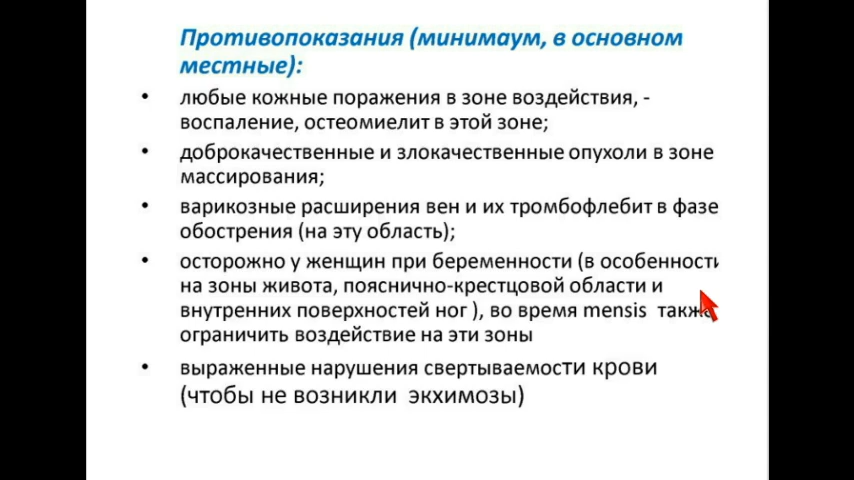 Противопоказания (минимаум, в основном
местные):
• любые кожные поражения в зоне воздействия, -
воспаление, остеомиелит в этой зоне;
• доброкачественные и злокачественные опухоли в зоне
массирования;
• варикозные расширения вен и их тромбофлебит в фазе
обострения (на эту область);
• осторожно у женщин при беременности (в особенности
на зоны живота, пояснично-крестцовой области и
внутренних поверхностей ног ), во время mensis также
ограничить воздействие на эти зоны
• выраженные нарушения свертываемости крови
(чтобы не возникли экхимозы)